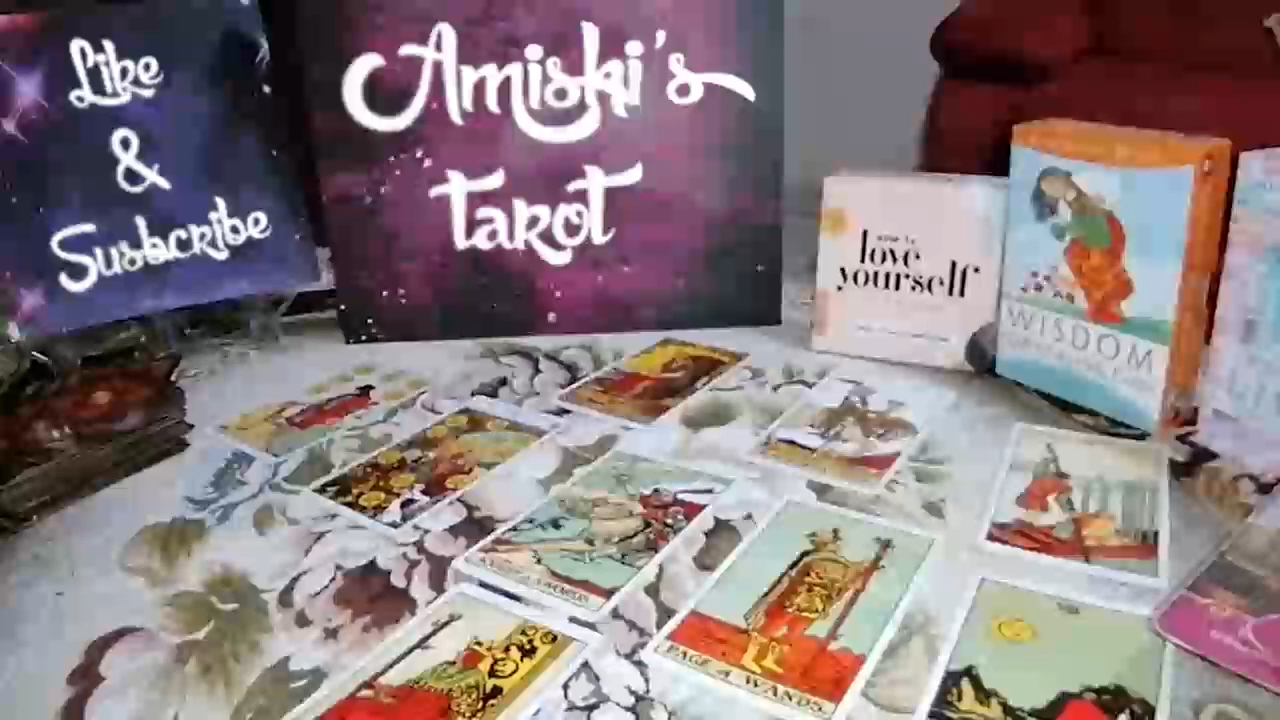 Like
&
Subscribe
Amiski's
tarot
love
yourself
WISDOM
PAGE of WANDS.